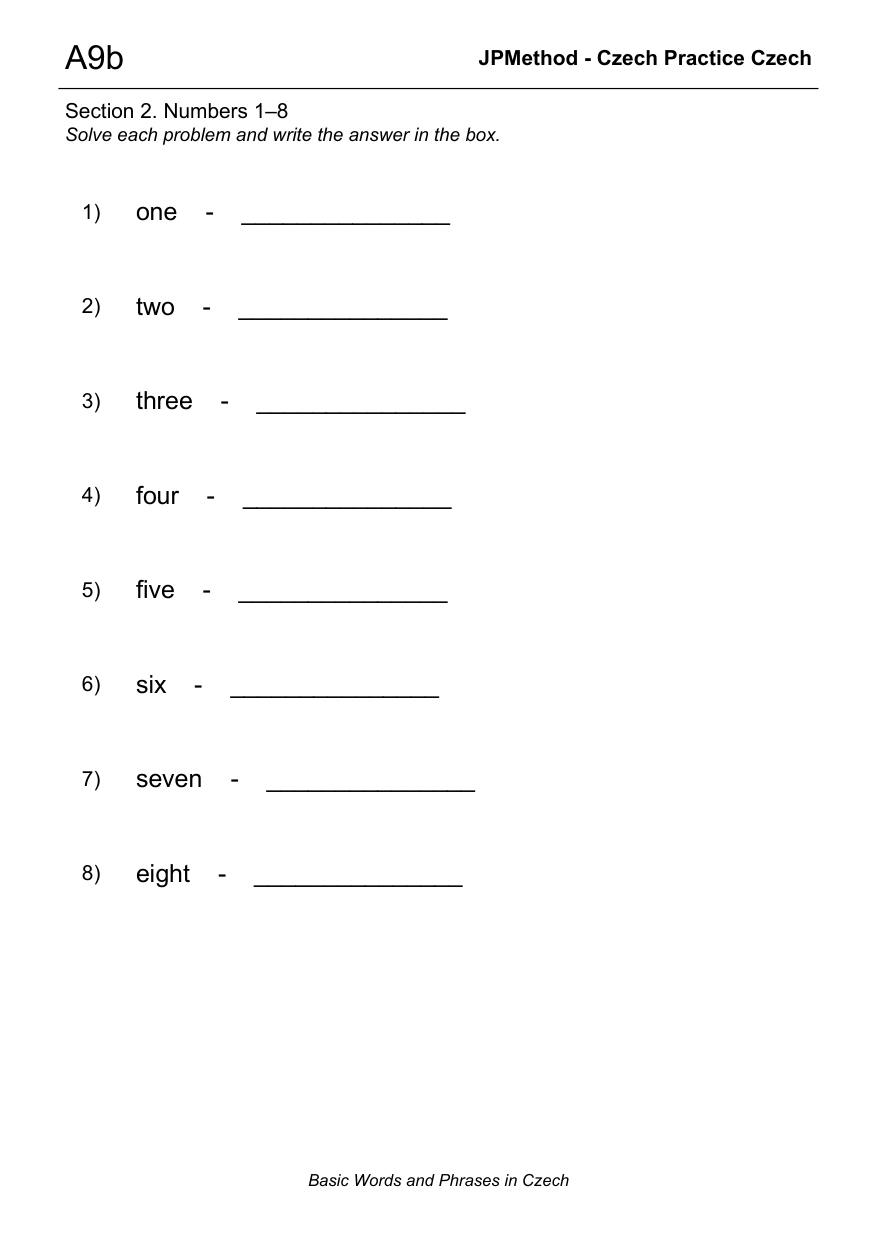 A9b
JPMethod - Czech Practice Czech
Section 2. Numbers 1–8
Solve each problem and write the answer in the box.
1) one - _______________
2) two - _______________
3) three - _______________
4) four - _______________
5) five - _______________
6) six - _______________
7) seven - _______________
8) eight - _______________
Basic Words and Phrases in Czech